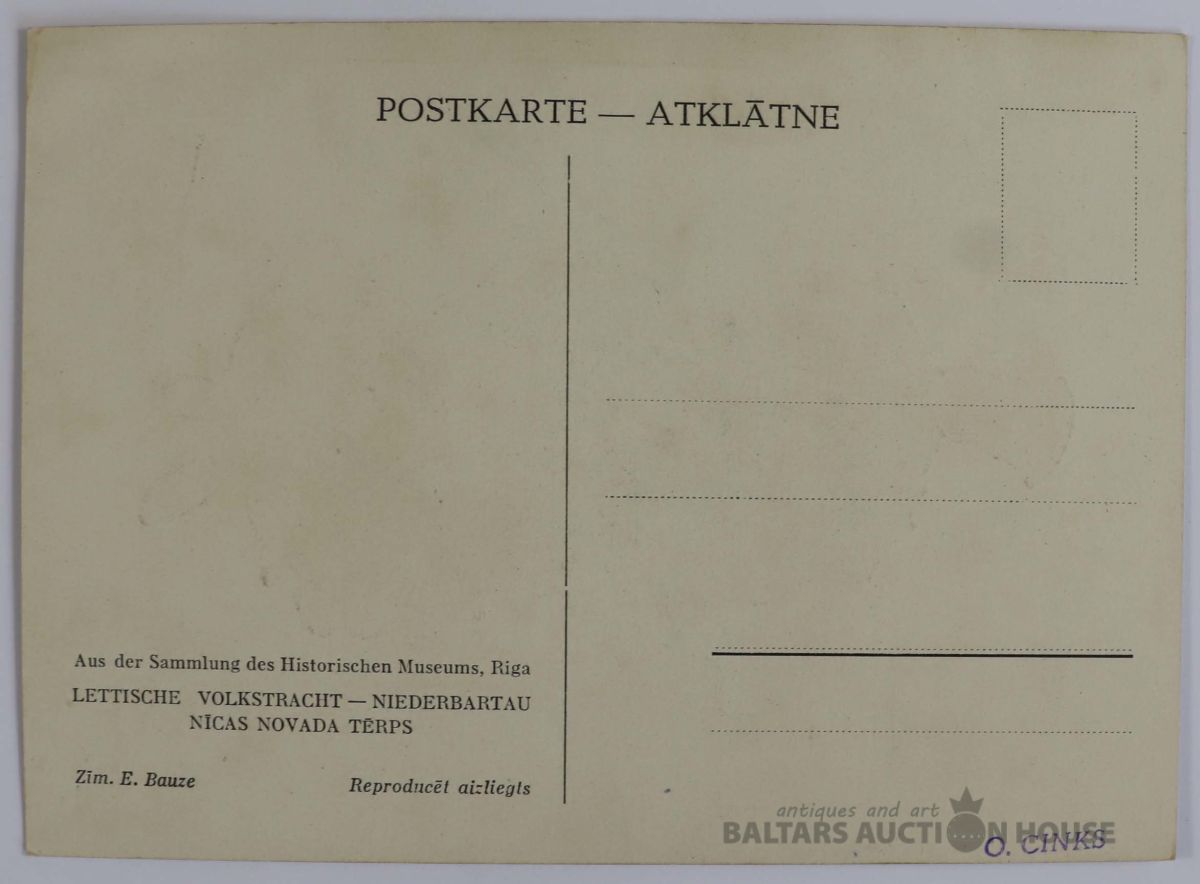 POSTKARTE — ATKLĀTNE
Aus der Sammlung des Historischen Museums, Riga
LETTISCHE VOLKSTRACHT — NIEDERBARTAU
NĪCAS NOVADA TĒRPS
Zīm. E. Bauze Reproducēt aizliegts
antiques and art
BALTARS AUCTION HOUSE
O. CINKS